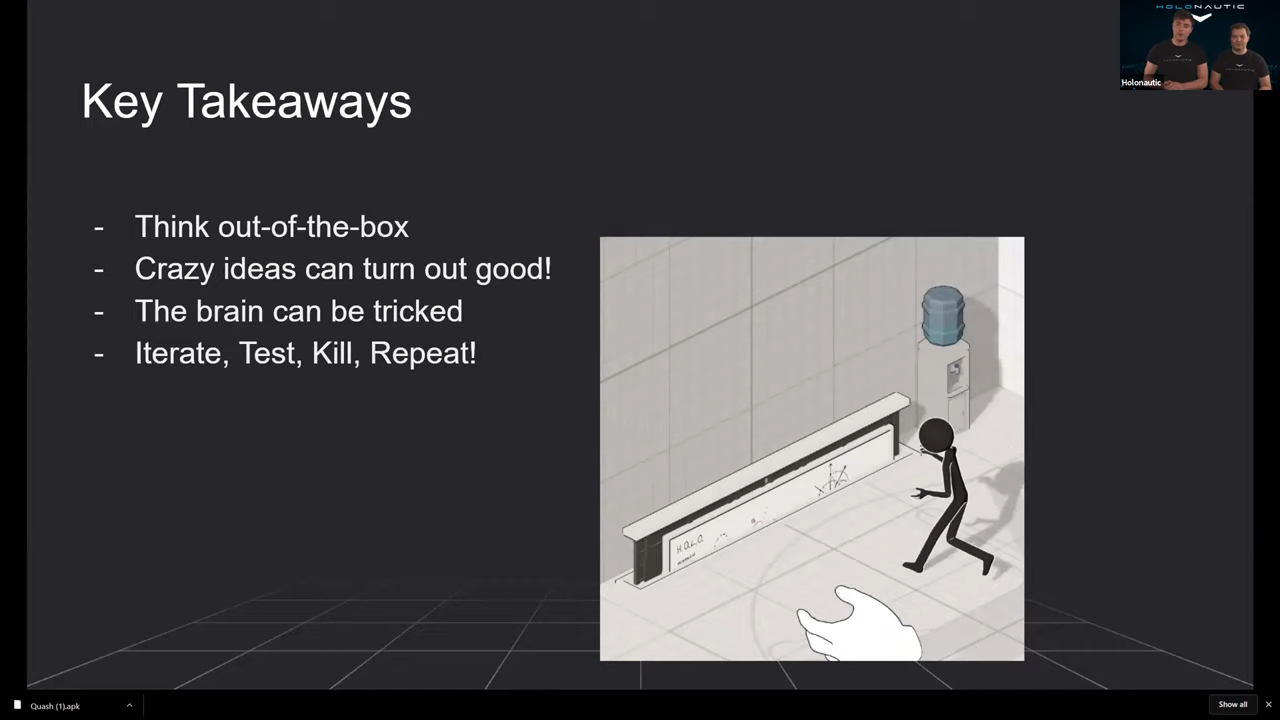 HOLONAUTIC
Holonautic
Key Takeaways
- Think out-of-the-box
- Crazy ideas can turn out good!
- The brain can be tricked
- Iterate, Test, Kill, Repeat!
HOLO
Quash (1).apk
Show all